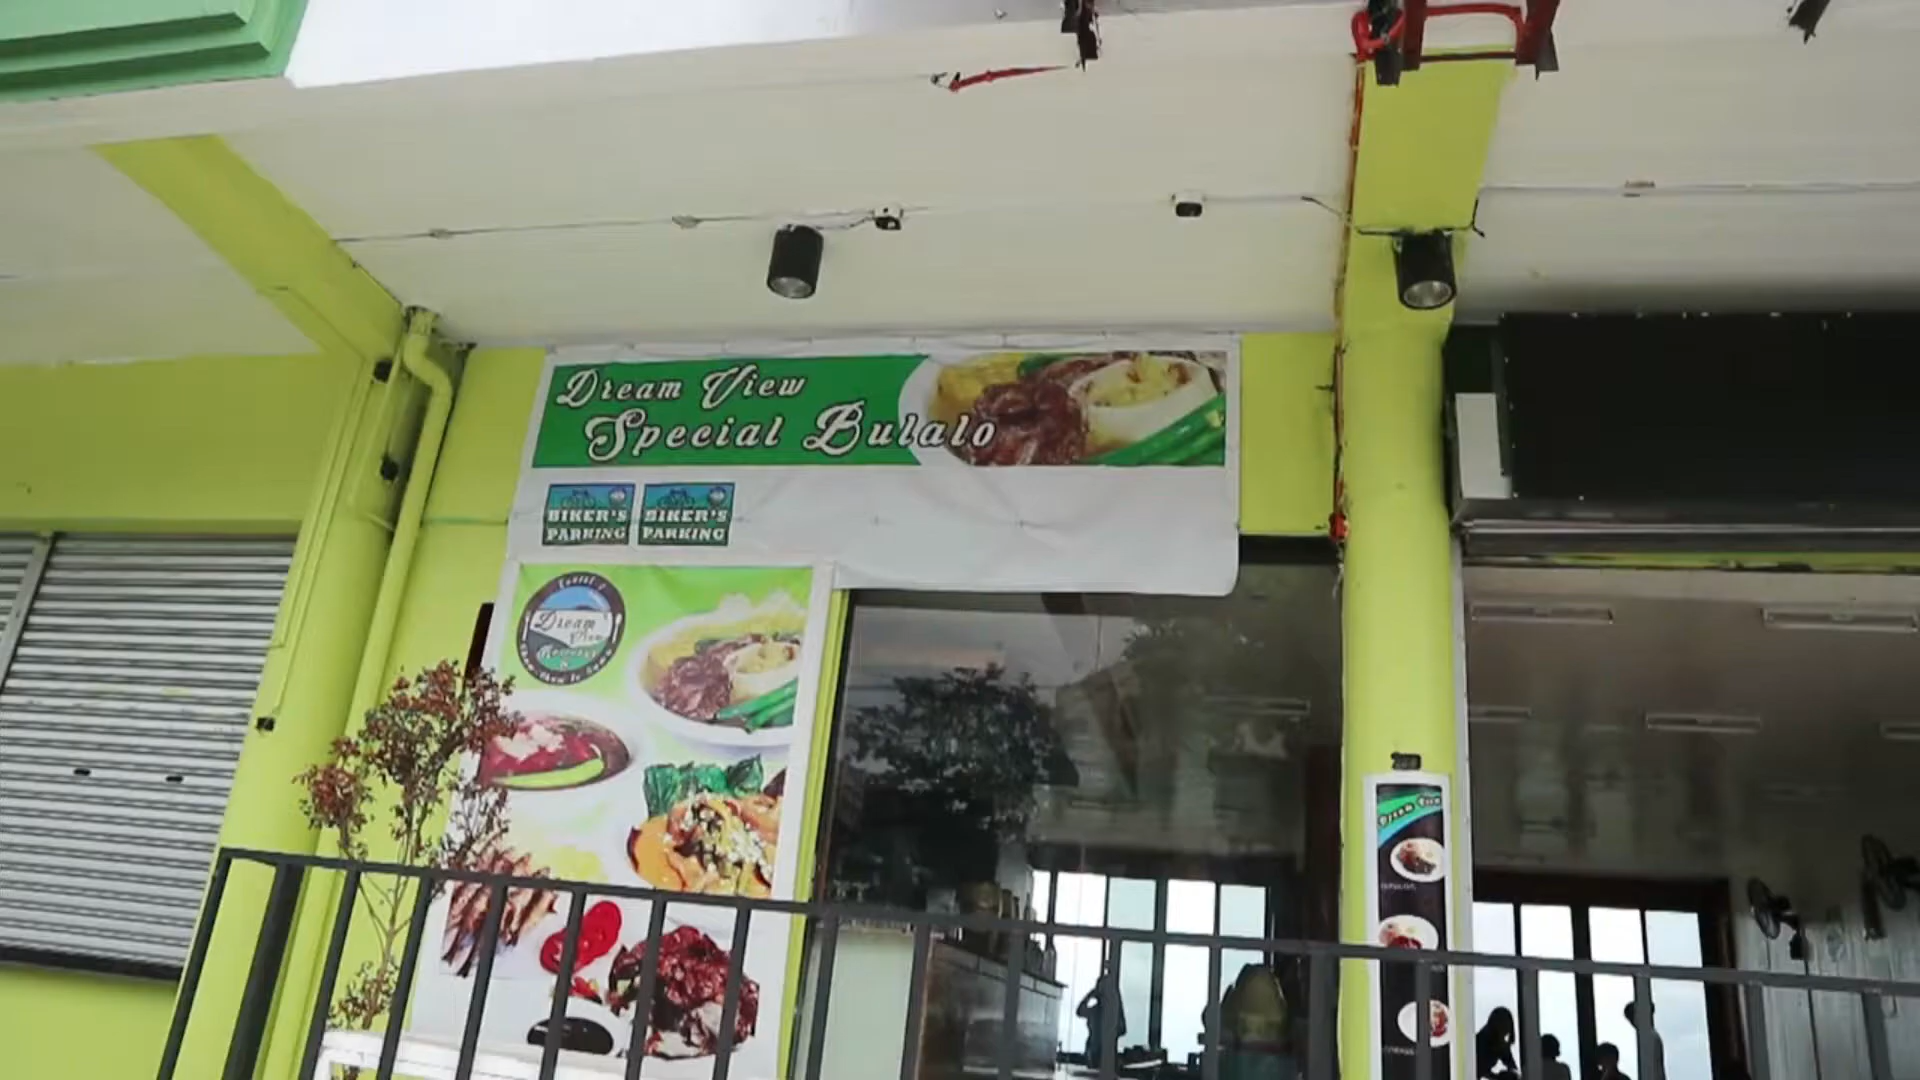 Dream View
Special Bulalo
BIKER'S
PARKING
BIKER'S
PARKING
Dream
View
Dream View